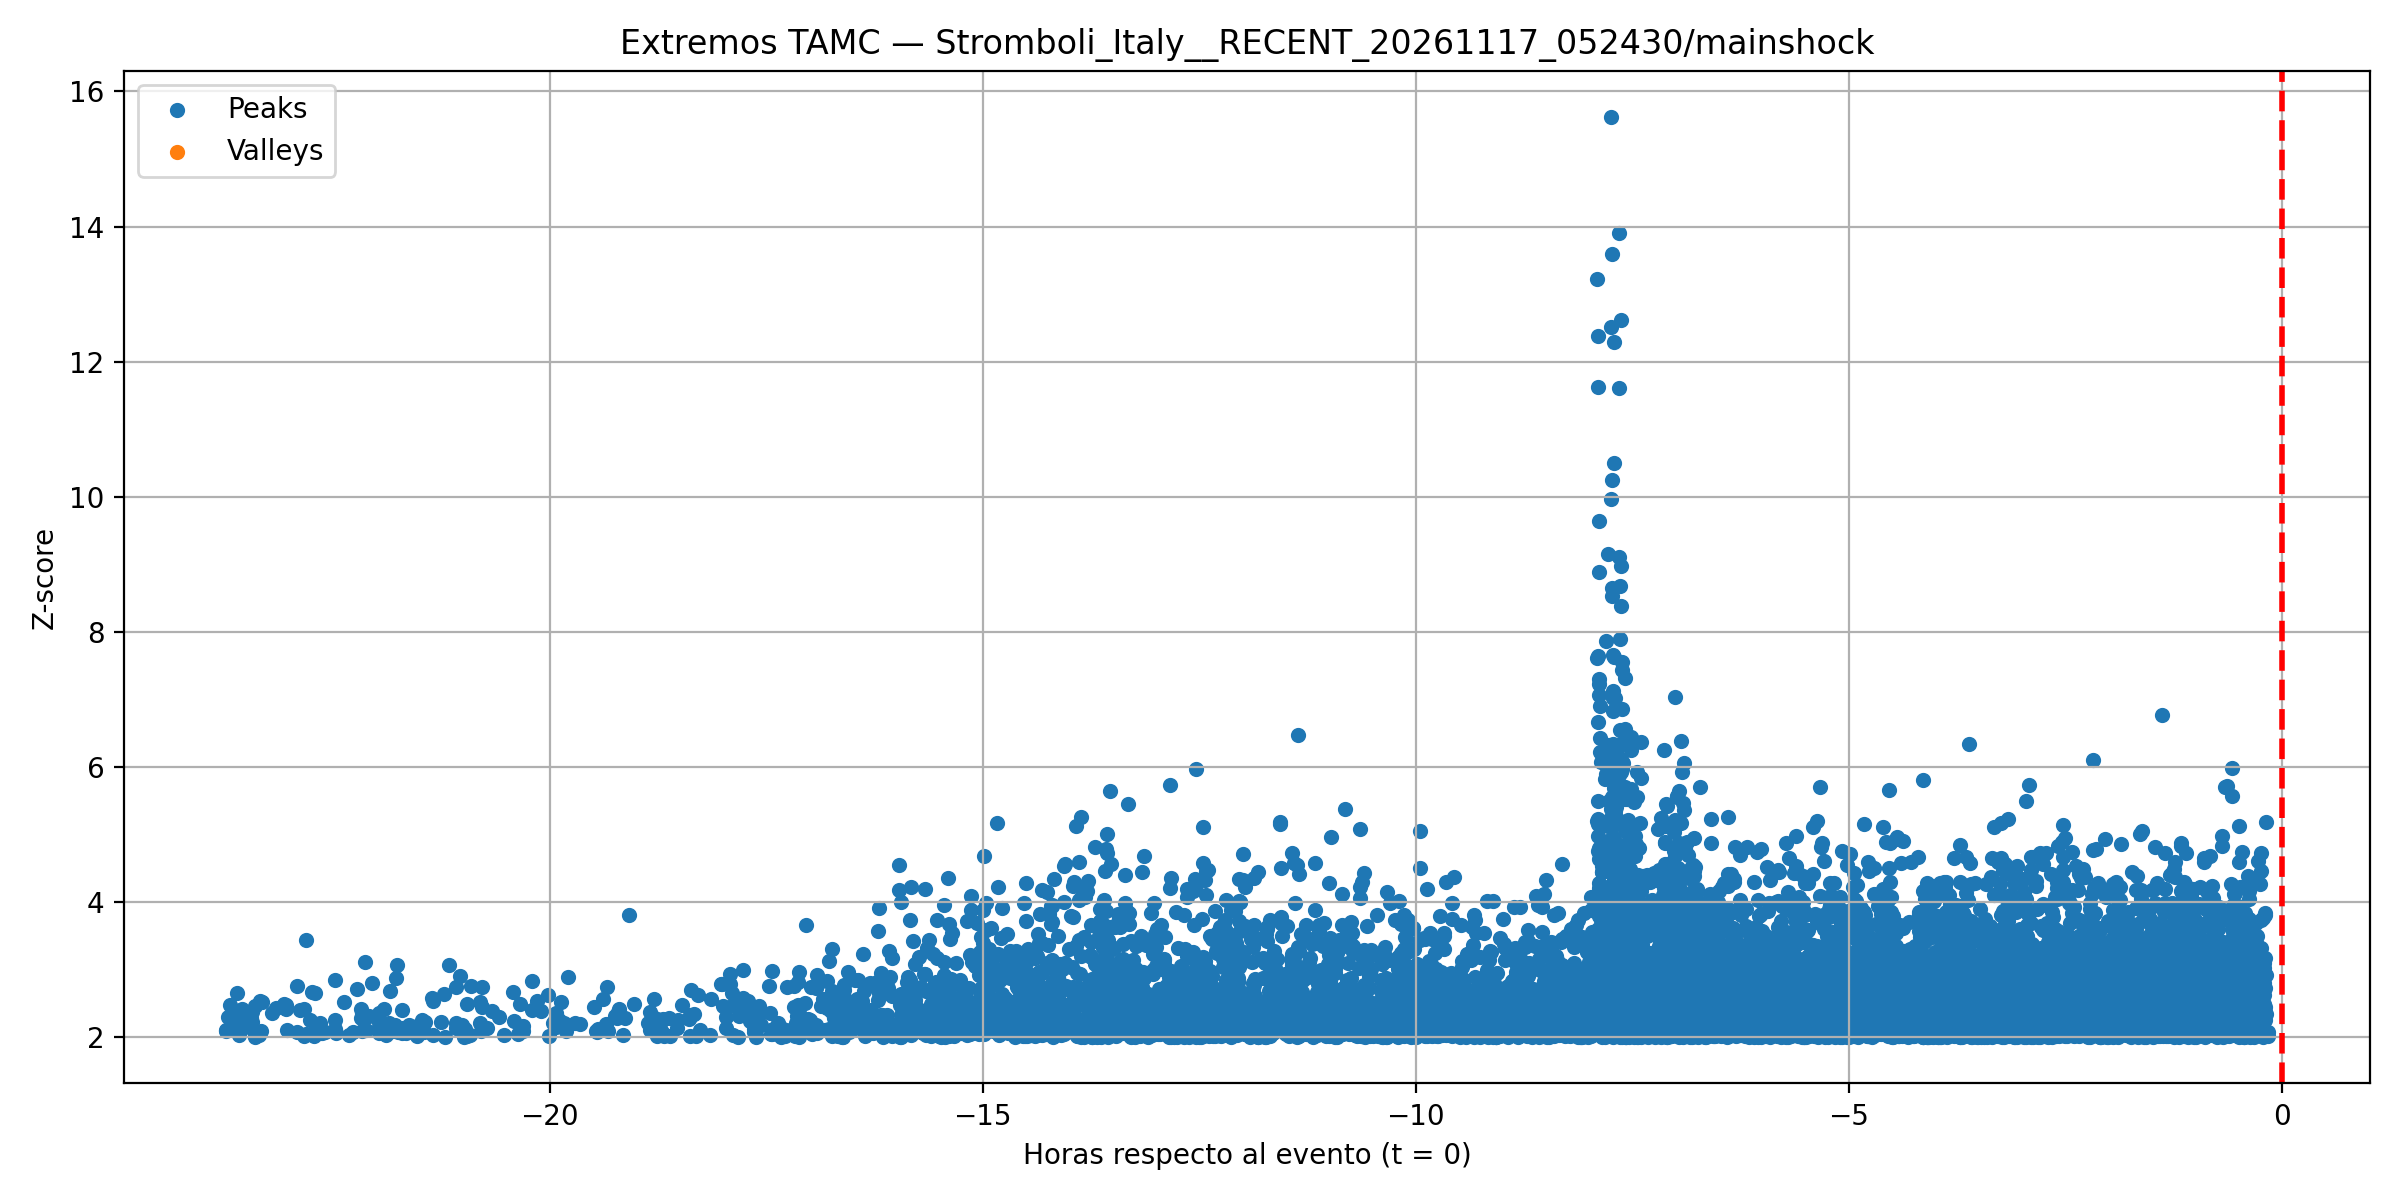 Extremos TAMC — Stromboli_Italy__RECENT_20261117_052430/mainshock
Peaks
Valleys
Z-score
16
14
12
10
8
6
4
2
−20
−15
−10
−5
0
Horas respecto al evento (t = 0)